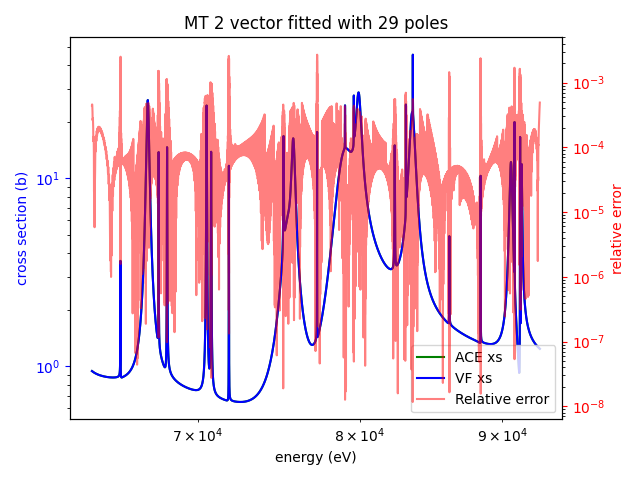 MT 2 vector fitted with 29 poles
cross section (b)
10¹
10⁰
10⁻³
10⁻⁴
10⁻⁵
10⁻⁶
10⁻⁷
10⁻⁸
relative error
ACE xs
VF xs
Relative error
7 × 10⁴ 8 × 10⁴ 9 × 10⁴
energy (eV)